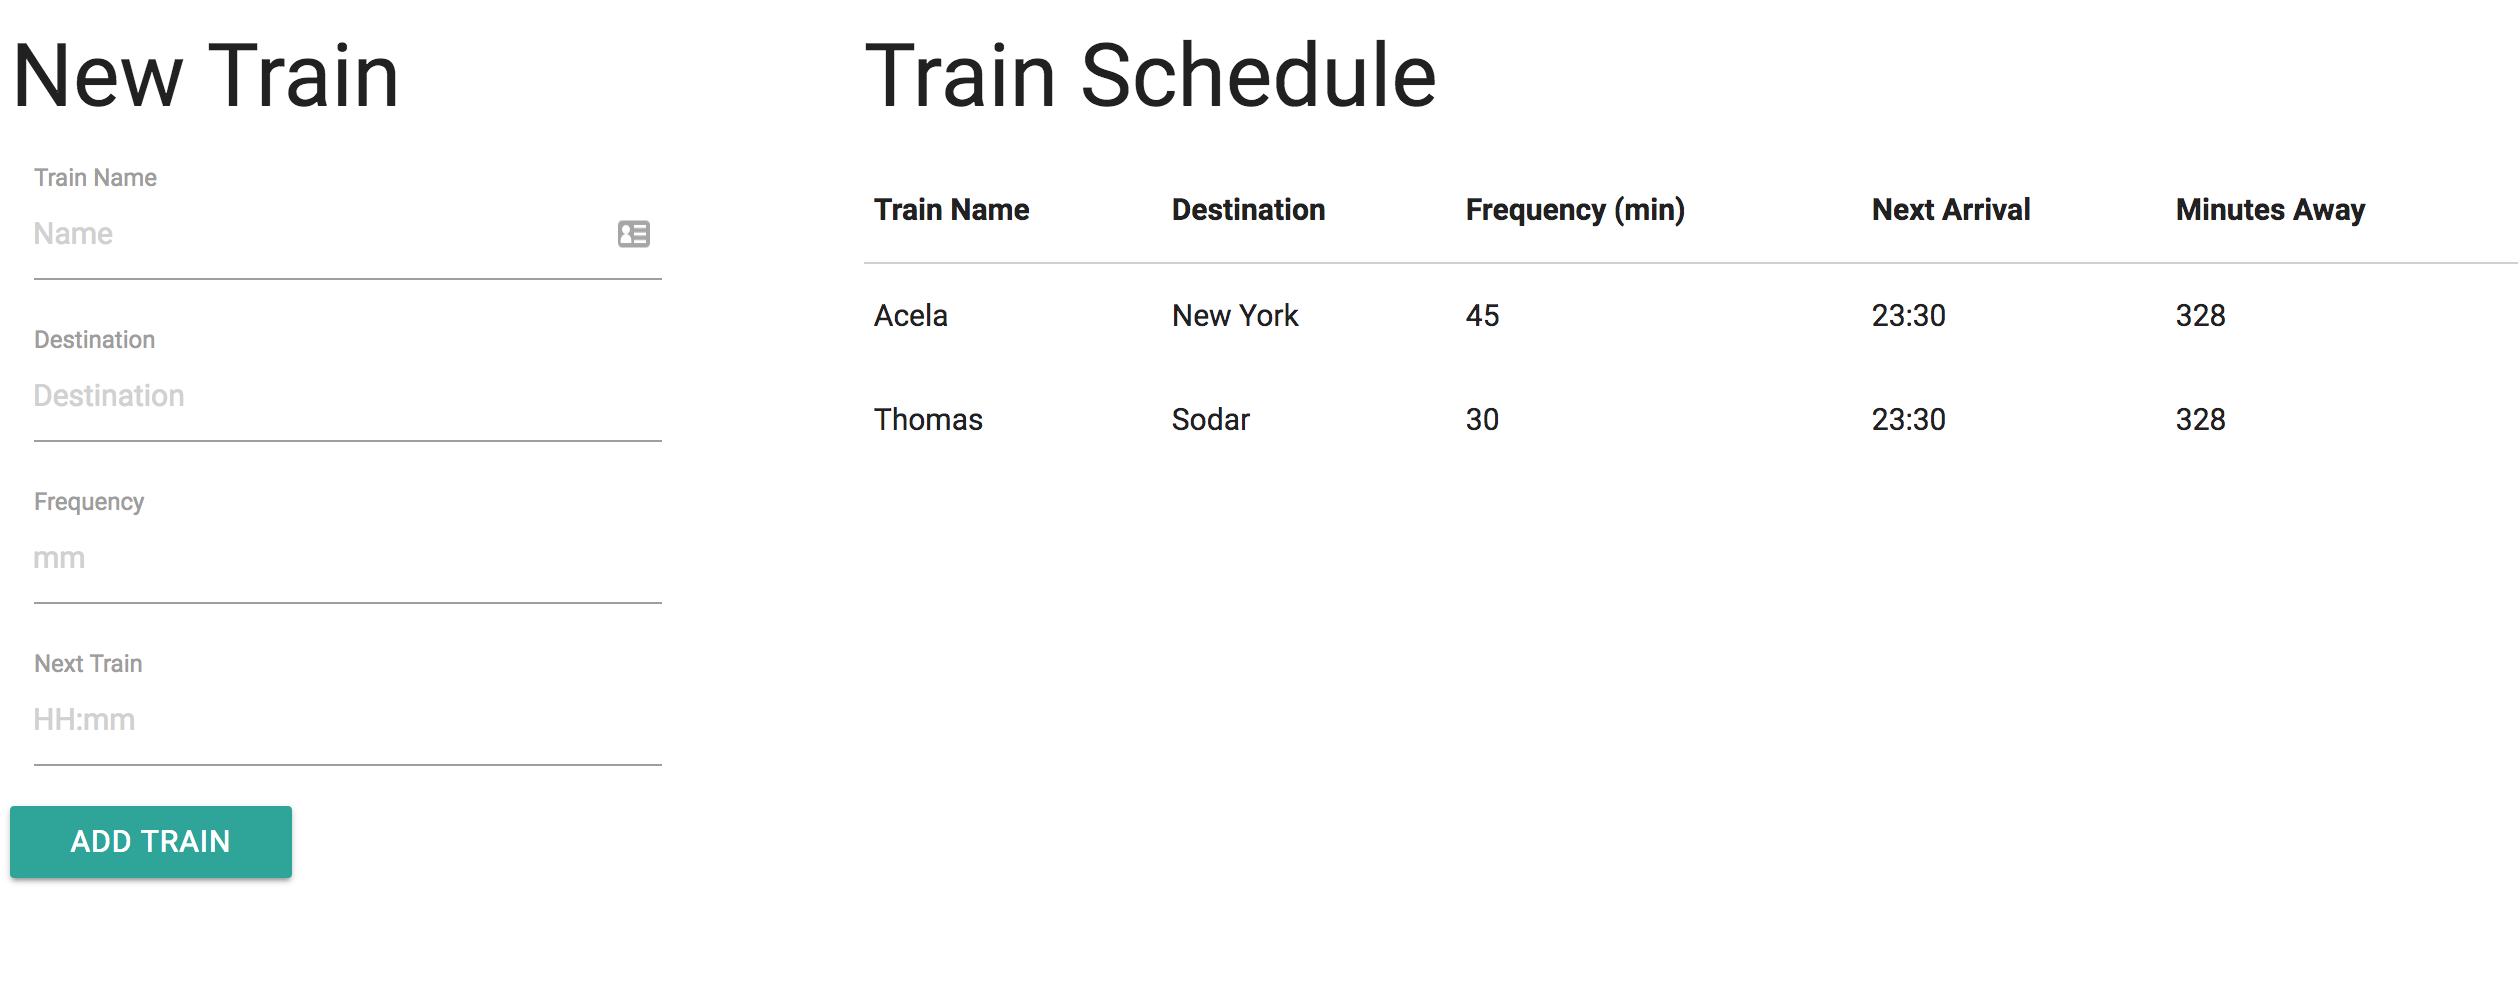 New Train
Train Name
Name
Destination
Destination
Frequency
mm
Next Train
HH:mm
ADD TRAIN
Train Schedule
Train Name Destination Frequency (min) Next Arrival Minutes Away
Acela New York 45 23:30 328
Thomas Sodar 30 23:30 328